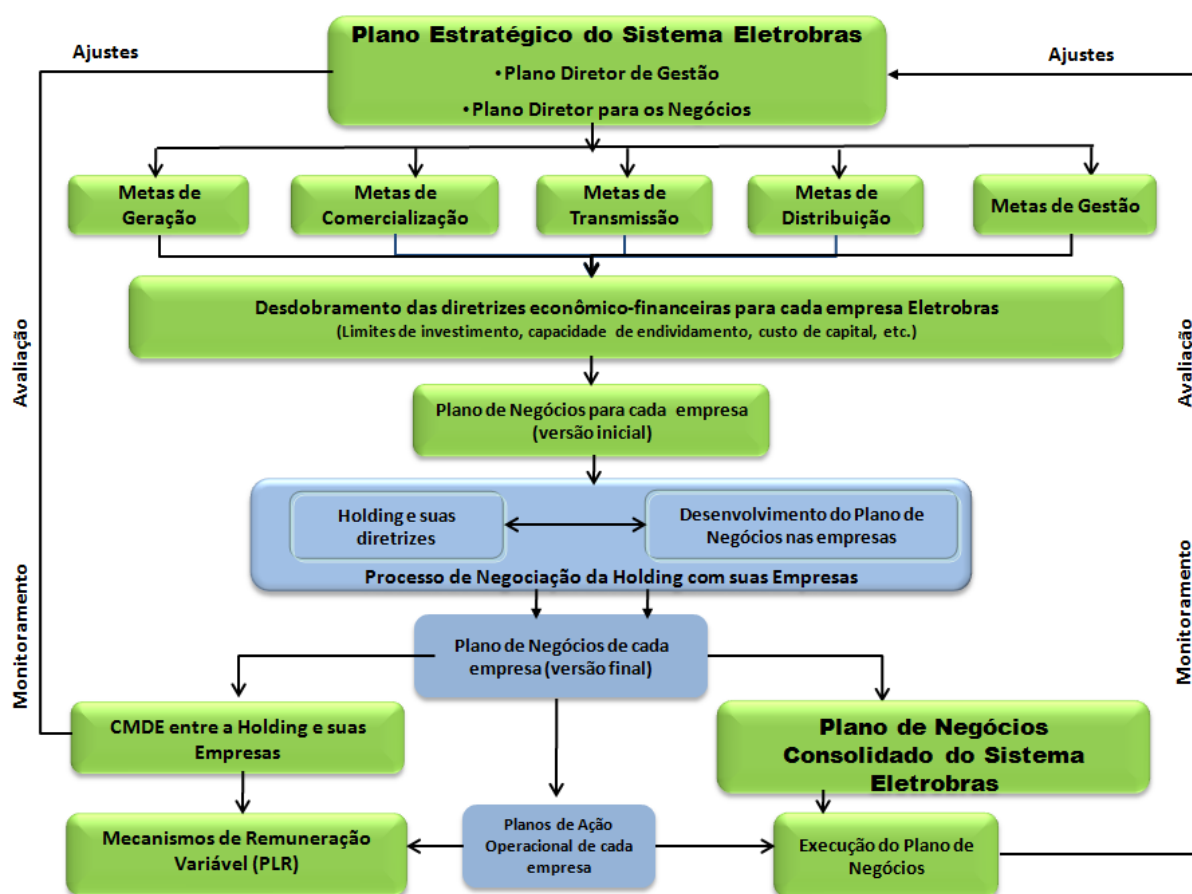 Plano Estratégico do Sistema Eletrobras
Ajustes
Ajustes
•Plano Diretor de Gestão
•Plano Diretor para os Negócios
Metas de
Geração
Metas de
Comercialização
Metas de
Transmissão
Metas de
Distribuição
Metas de Gestão
Desdobramento das diretrizes econômico-financeiras para cada empresa Eletrobras
(Limites de investimento, capacidade de endividamento, custo de capital, etc.)
Avaliação
Avaliação
Plano de Negócios para cada empresa
(versão inicial)
Holding e suas
diretrizes
Desenvolvimento do Plano de
Negócios nas empresas
Processo de Negociação da Holding com suas Empresas
Monitoramento
Monitoramento
Plano de Negócios de cada
empresa (versão final)
CMDE entre a Holding e suas
Empresas
Plano de Negócios
Consolidado do Sistema
Eletrobras
Mecanismos de Remuneração
Variável (PLR)
Planos de Ação
Operacional de cada
empresa
Execução do Plano de
Negócios